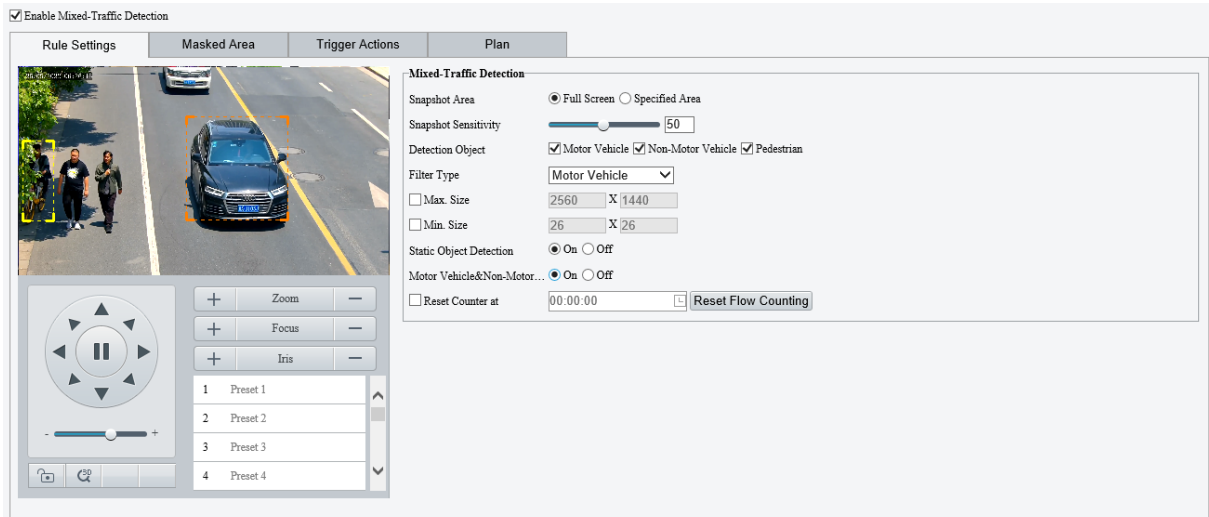 Enable Mixed-Traffic Detection
Rule Settings
Masked Area
Trigger Actions
Plan
Mixed-Traffic Detection
Snapshot Area
Full Screen
Specified Area
Snapshot Sensitivity
50
Detection Object
Motor Vehicle
Non-Motor Vehicle
Pedestrian
Filter Type
Motor Vehicle
Max. Size
2560 X 1440
Min. Size
26 X 26
Static Object Detection
On
Off
Motor Vehicle&Non-Motor...
On
Off
Reset Counter at
00:00:00
Reset Flow Counting
+ Zoom −
+ Focus −
+ Iris −
1 Preset 1
2 Preset 2
3 Preset 3
4 Preset 4
- +
3D